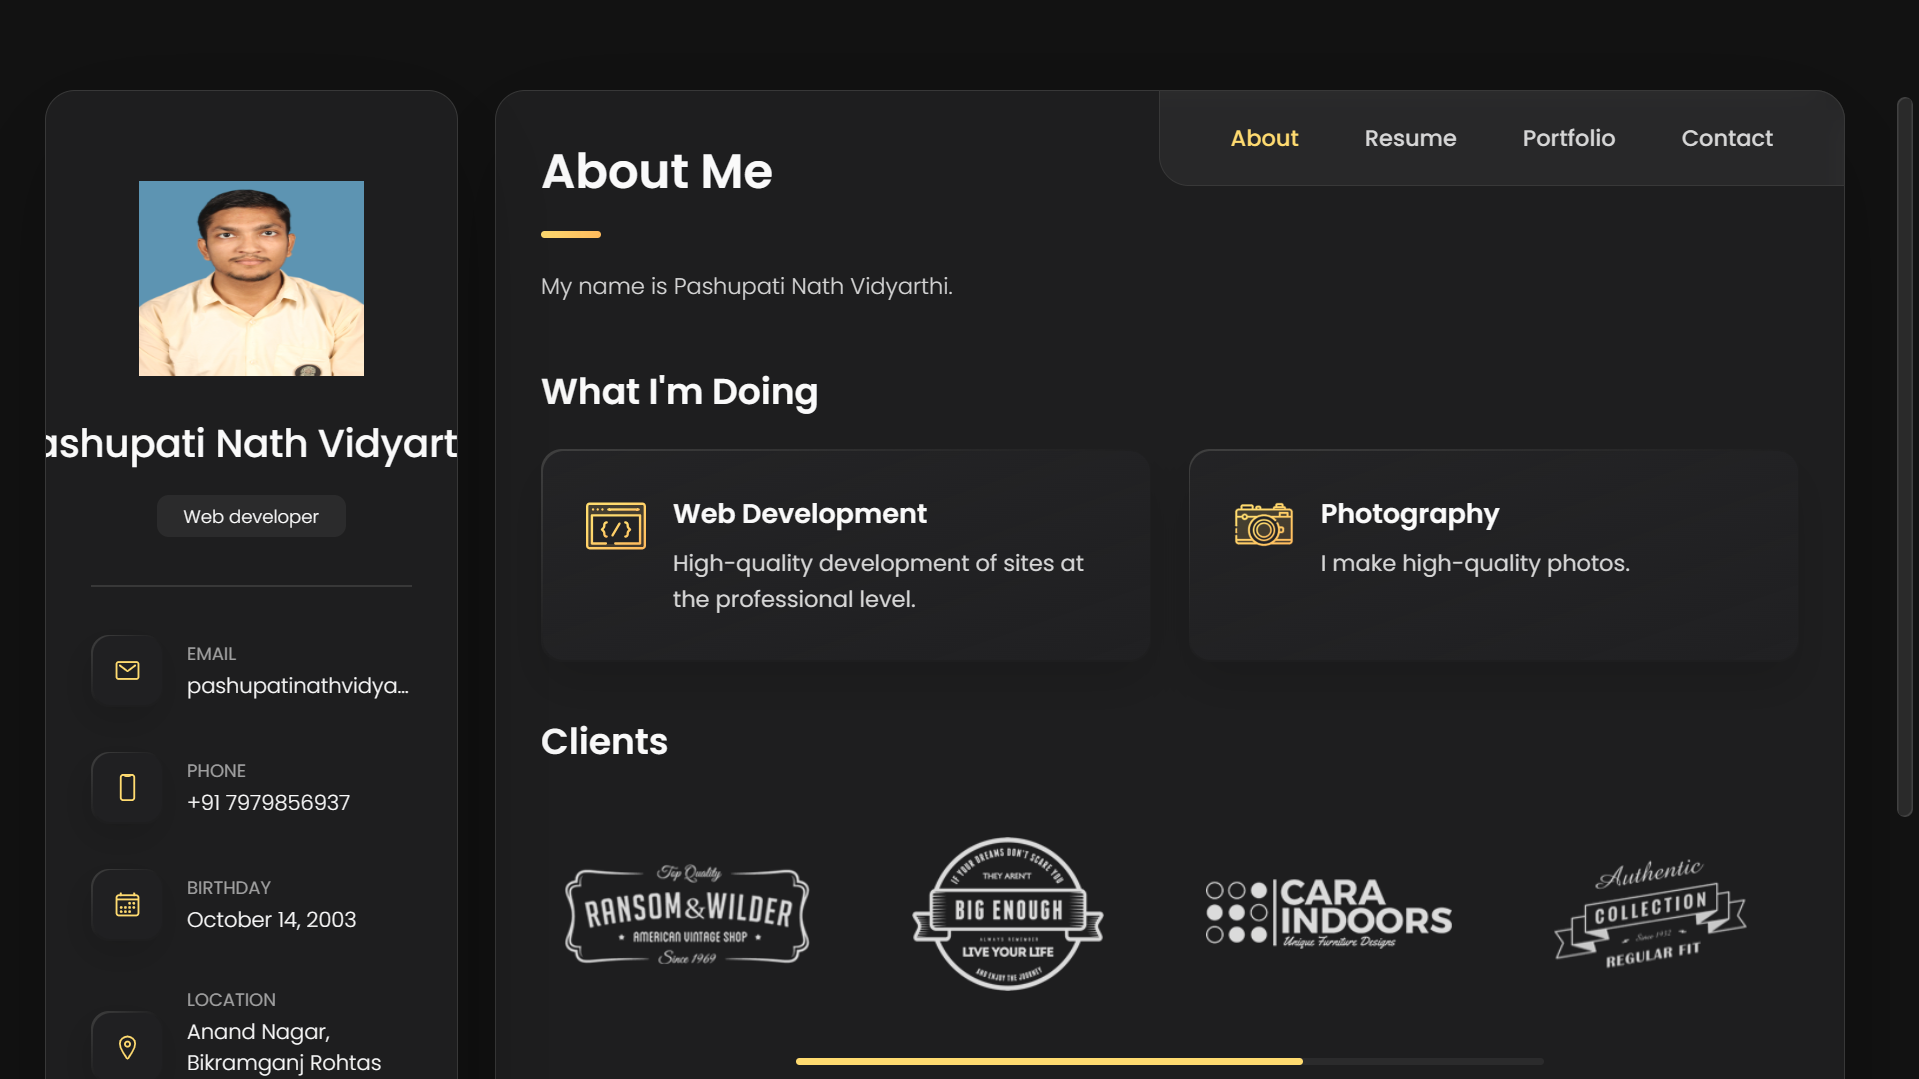 About
Resume
Portfolio
Contact
About Me
My name is Pashupati Nath Vidyarthi.
ashupati Nath Vidyart
Web developer
EMAIL
pashupatinathvidya...
PHONE
+91 7979856937
BIRTHDAY
October 14, 2003
LOCATION
Anand Nagar,
Bikramganj Rohtas
What I'm Doing
Web Development
High-quality development of sites at
the professional level.
Photography
I make high-quality photos.
Clients
Top Quality
RANSOM & WILDER
AMERICAN VINTAGE SHOP
Since 1969
IF YOUR DREAMS DON'T SCARE YOU
THEY AREN'T
BIG ENOUGH
ALWAYS REMEMBER
LIVE YOUR LIFE
AND ENJOY THE JOURNEY
CARA
INDOORS
Unique Furniture Designs
Authentic
COLLECTION
Since 1932
REGULAR FIT